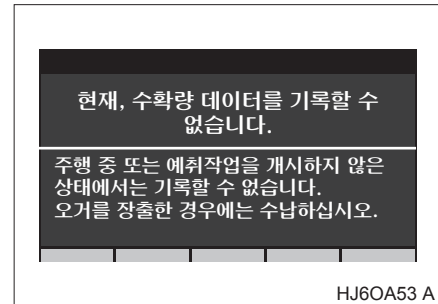 현재, 수확량 데이터를 기록할 수
없습니다.
주행 중 또는 예취작업을 개시하지 않은
상태에서는 기록할 수 없습니다.
오거를 장출한 경우에는 수납하십시오.
HJ6OA53 A